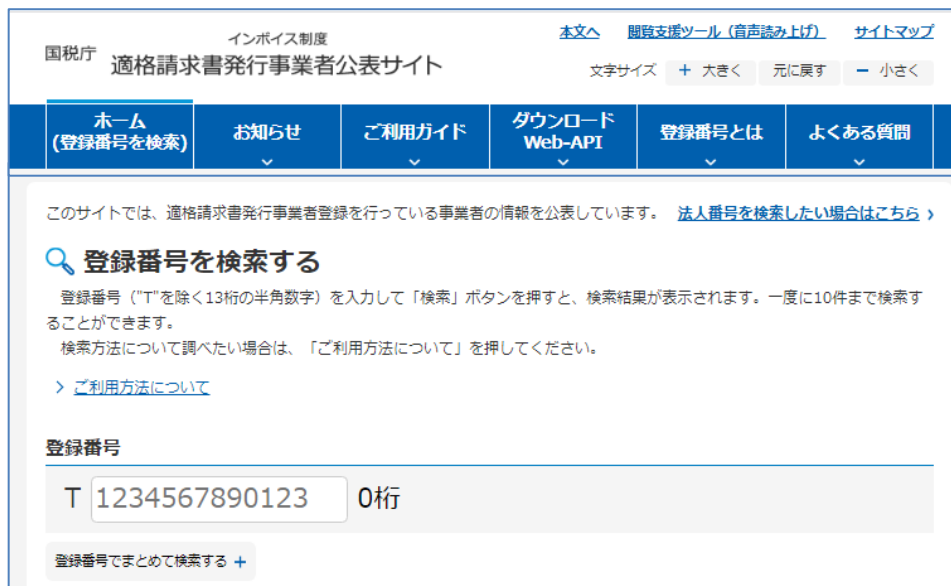 国税庁
インボイス制度
適格請求書発行事業者公表サイト
本文へ 閲覧支援ツール（音声読み上げ） サイトマップ
文字サイズ + 大きく 元に戻す − 小さく
ホーム
(登録番号を検索)
お知らせ
ご利用ガイド
ダウンロード
Web-API
登録番号とは
よくある質問
このサイトでは、適格請求書発行事業者登録を行っている事業者の情報を公表しています。 法人番号を検索したい場合はこちら
登録番号を検索する
登録番号（"T"を除く13桁の半角数字）を入力して「検索」ボタンを押すと、検索結果が表示されます。一度に10件まで検索す
ることができます。
検索方法について調べたい場合は、「ご利用方法について」を押してください。
ご利用方法について
登録番号
T 1234567890123 0桁
登録番号でまとめて検索する +